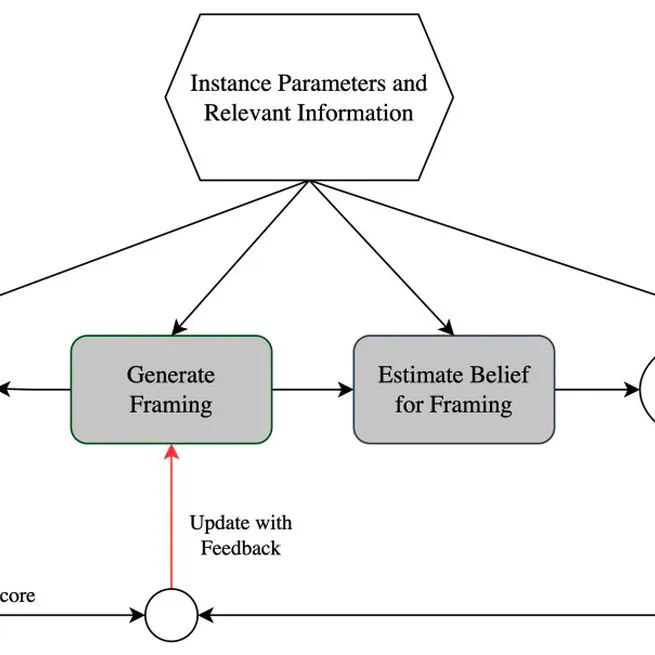 Instance Parameters and
Relevant Information
Generate
Framing
Estimate Belief
for Framing
Update with
Feedback
core